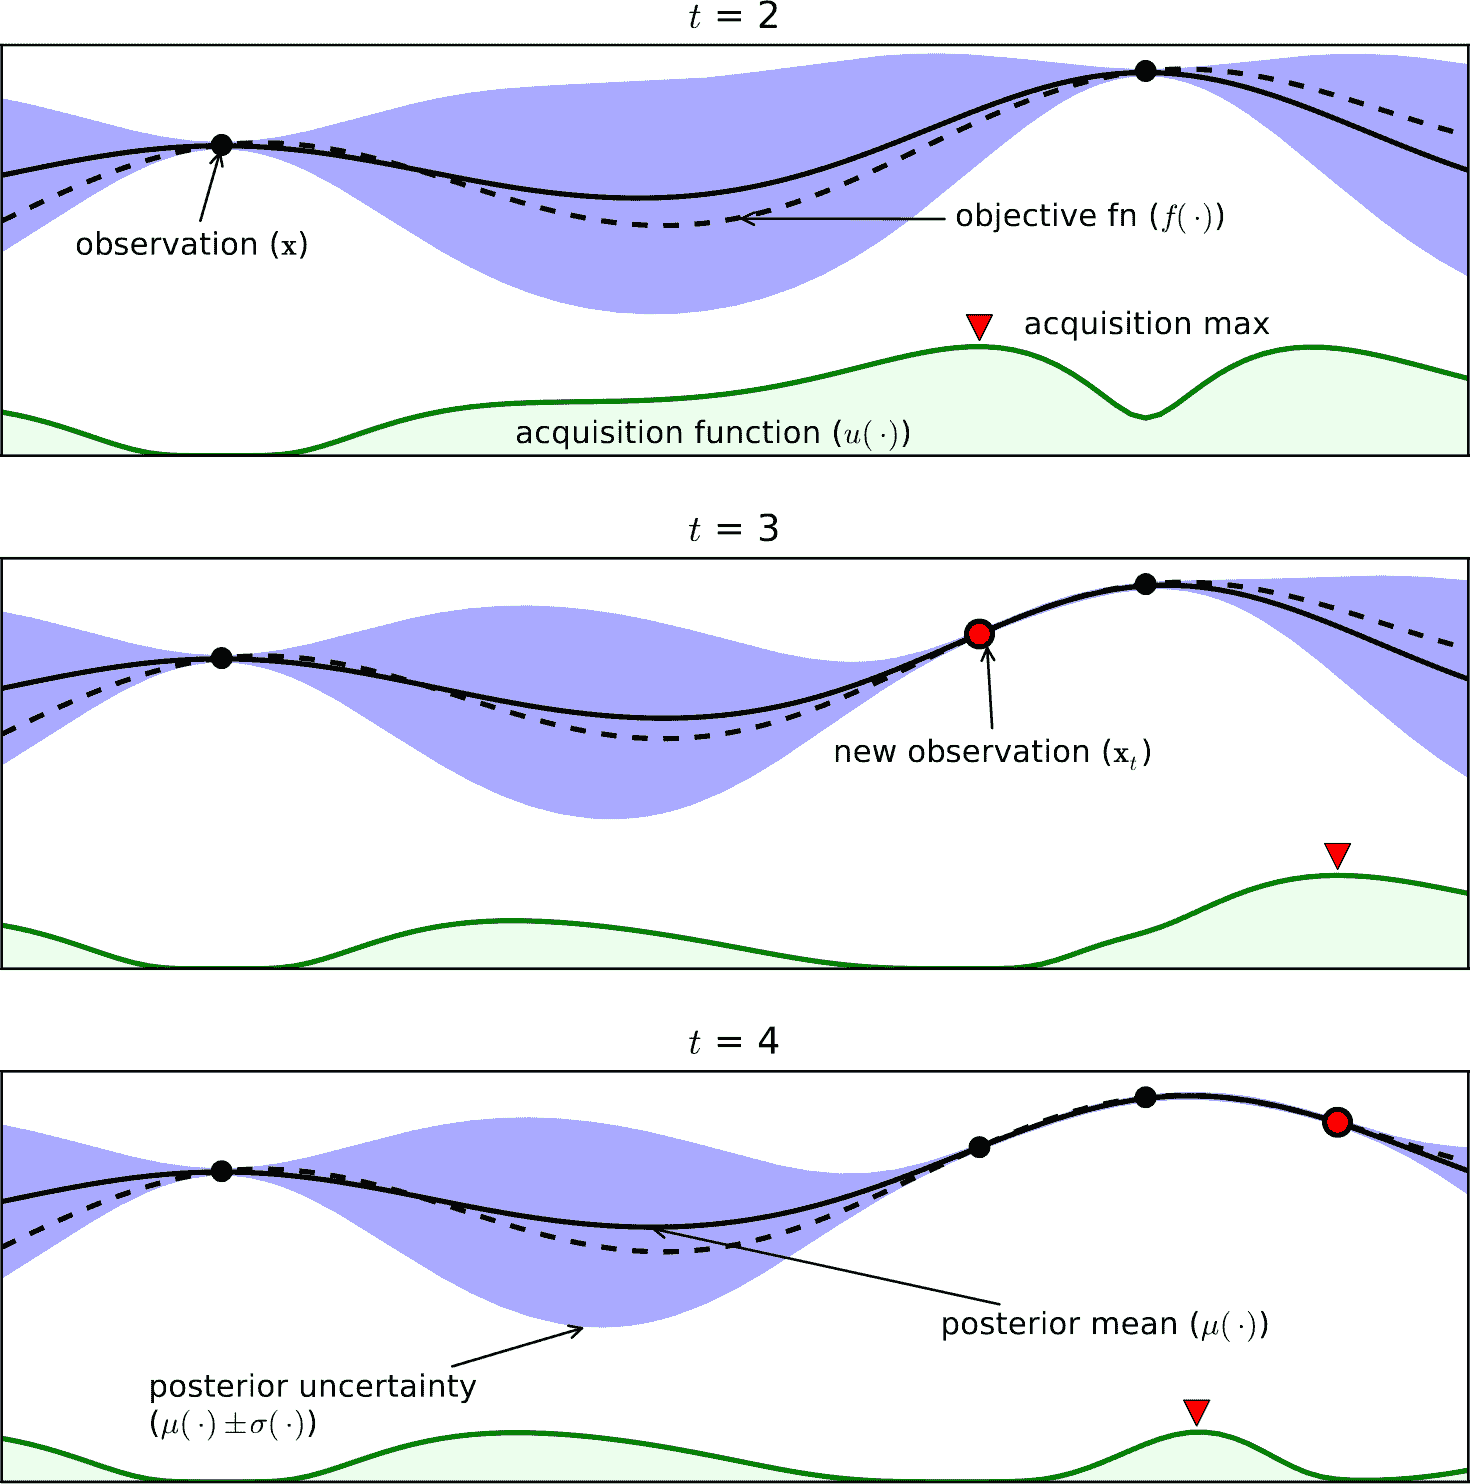 t = 2
observation (x)
objective fn (f(·))
acquisition max
acquisition function (u(·))
t = 3
new observation (xₜ)
t = 4
posterior mean (μ(·))
posterior uncertainty
(μ(·)±σ(·))